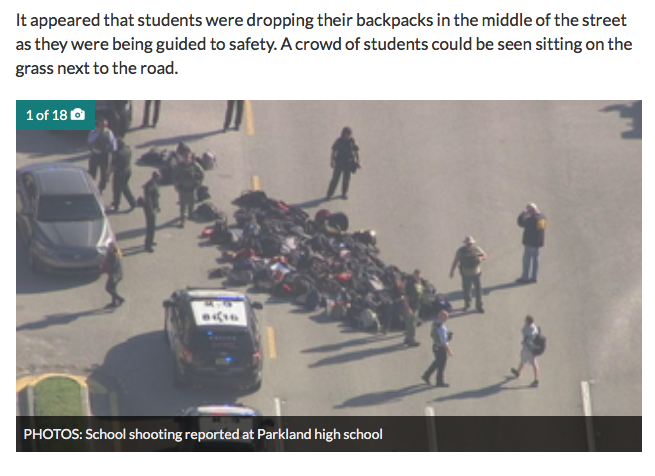 It appeared that students were dropping their backpacks in the middle of the street
as they were being guided to safety. A crowd of students could be seen sitting on the
grass next to the road.
1 of 18
PHOTOS: School shooting reported at Parkland high school